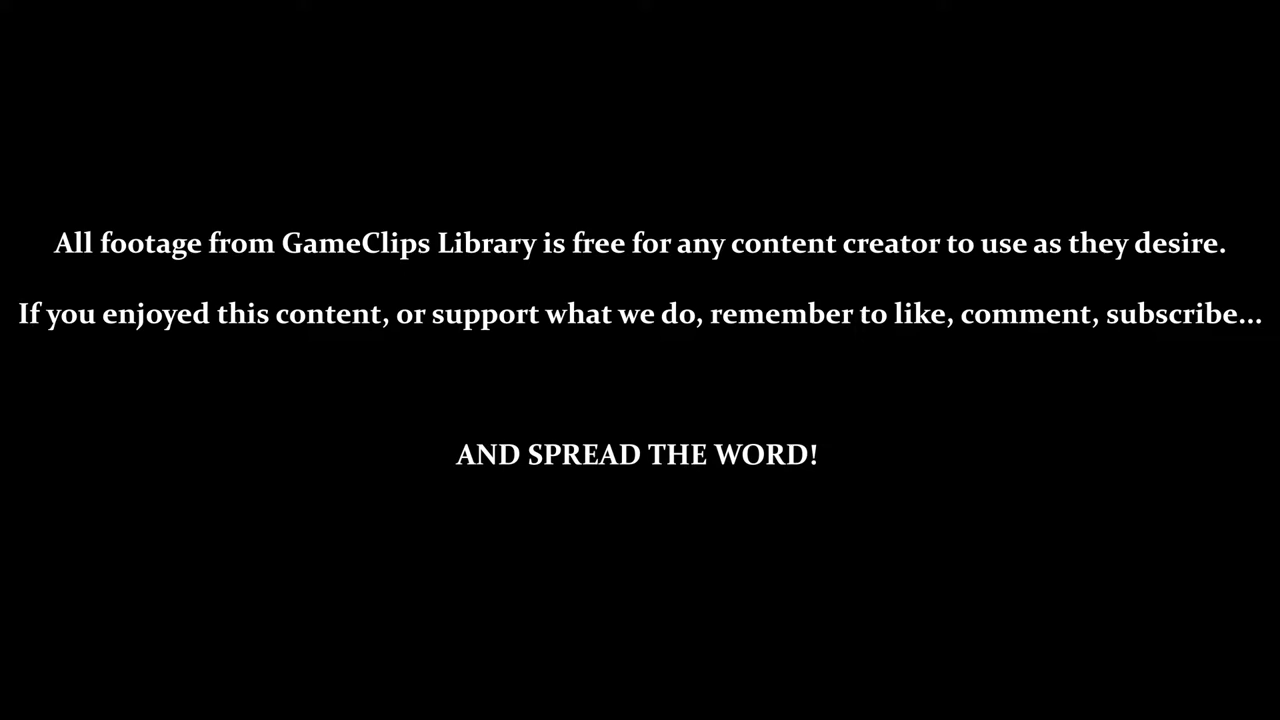 All footage from GameClips Library is free for any content creator to use as they desire.
If you enjoyed this content, or support what we do, remember to like, comment, subscribe...
AND SPREAD THE WORD!